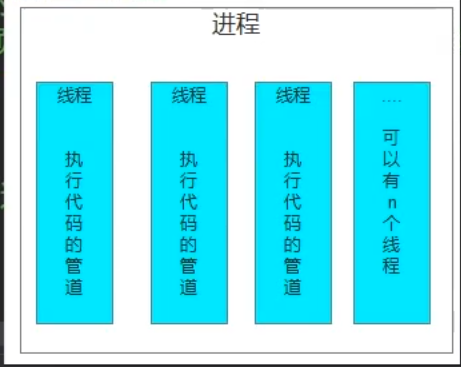 进程
线程
执行代码的管道
线程
执行代码的管道
线程
执行代码的管道
....
可以有n个线程